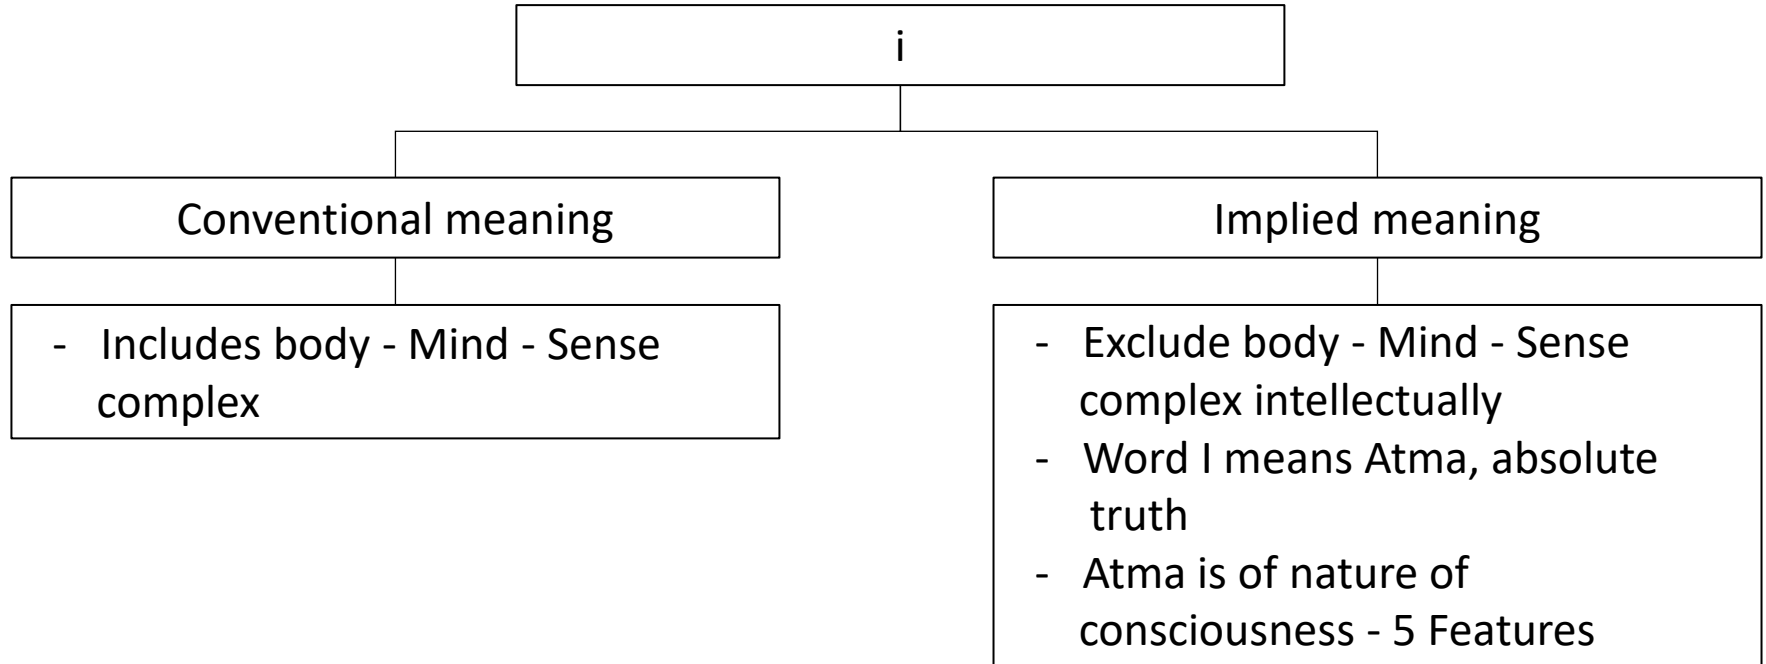 i
Conventional meaning
Implied meaning
- Includes body - Mind - Sense
complex
- Exclude body - Mind - Sense
complex intellectually
- Word I means Atma, absolute
truth
- Atma is of nature of
consciousness - 5 Features